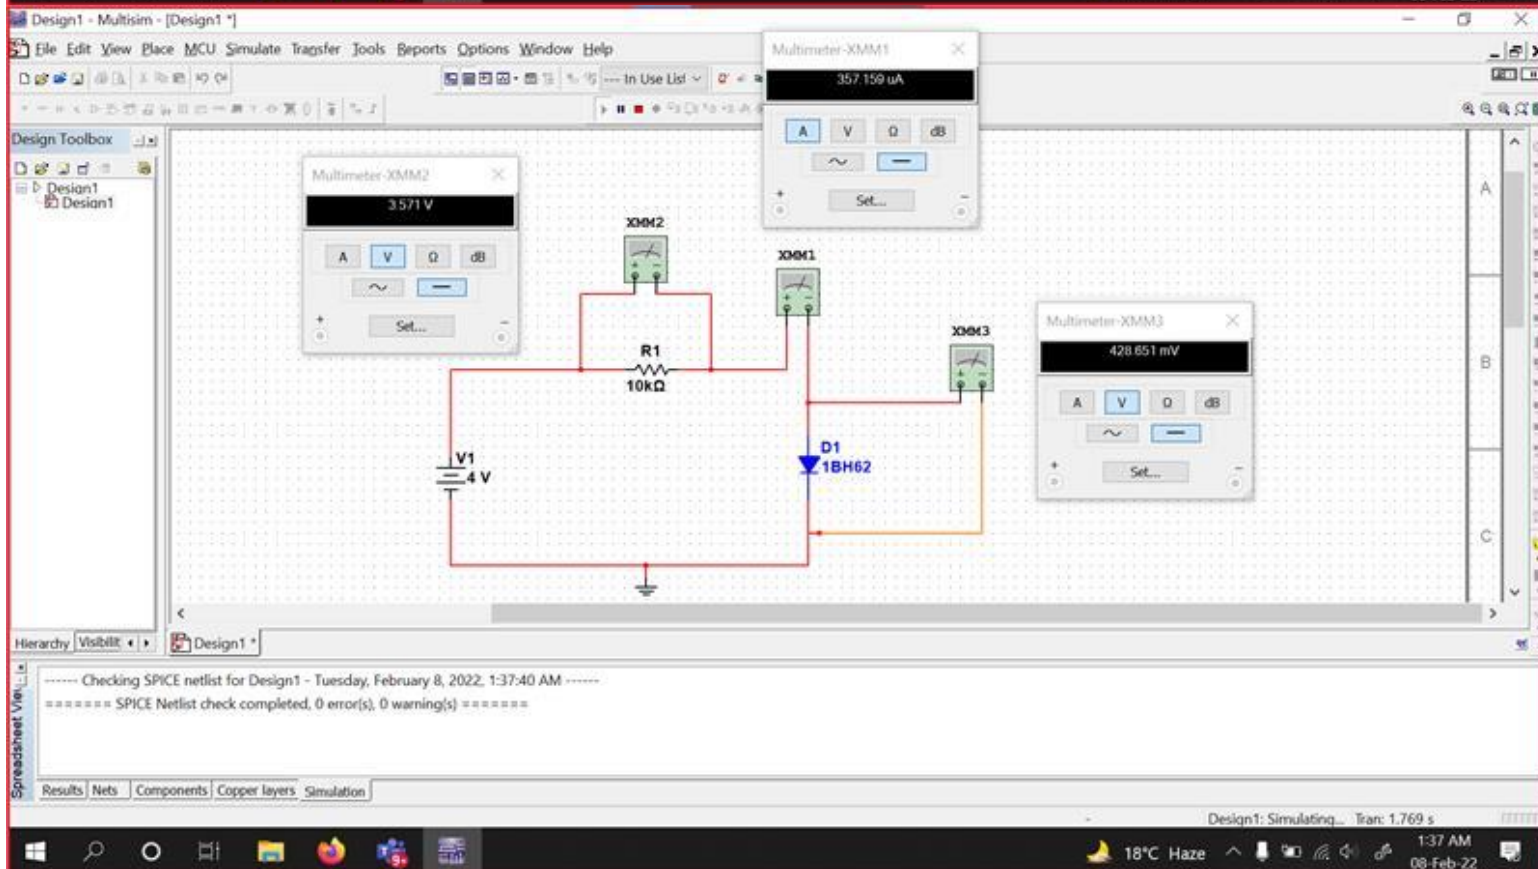 Design1 - Multisim - [Design1 *]
File Edit View Place MCU Simulate Transfer Tools Reports Options Window Help
--- In Use List
Multimeter-XMM1
357.159 uA
A V Ω dB
Set...
Design Toolbox
Design1
Design1
Multimeter-XMM2
3.571 V
A V Ω dB
Set...
XMM2
XMM1
XMM3
R1
10kΩ
V1
4 V
D1
1BH62
Multimeter-XMM3
428.651 mV
A V Ω dB
Set...
A
B
C
Hierarchy Visibilit
Design1 *
Spreadsheet View
------ Checking SPICE netlist for Design1 - Tuesday, February 8, 2022, 1:37:40 AM ------
======= SPICE Netlist check completed, 0 error(s), 0 warning(s) =======
Results Nets Components Copper layers Simulation
Design1: Simulating... Tran: 1.769 s
9+
18°C Haze
1:37 AM
08-Feb-22